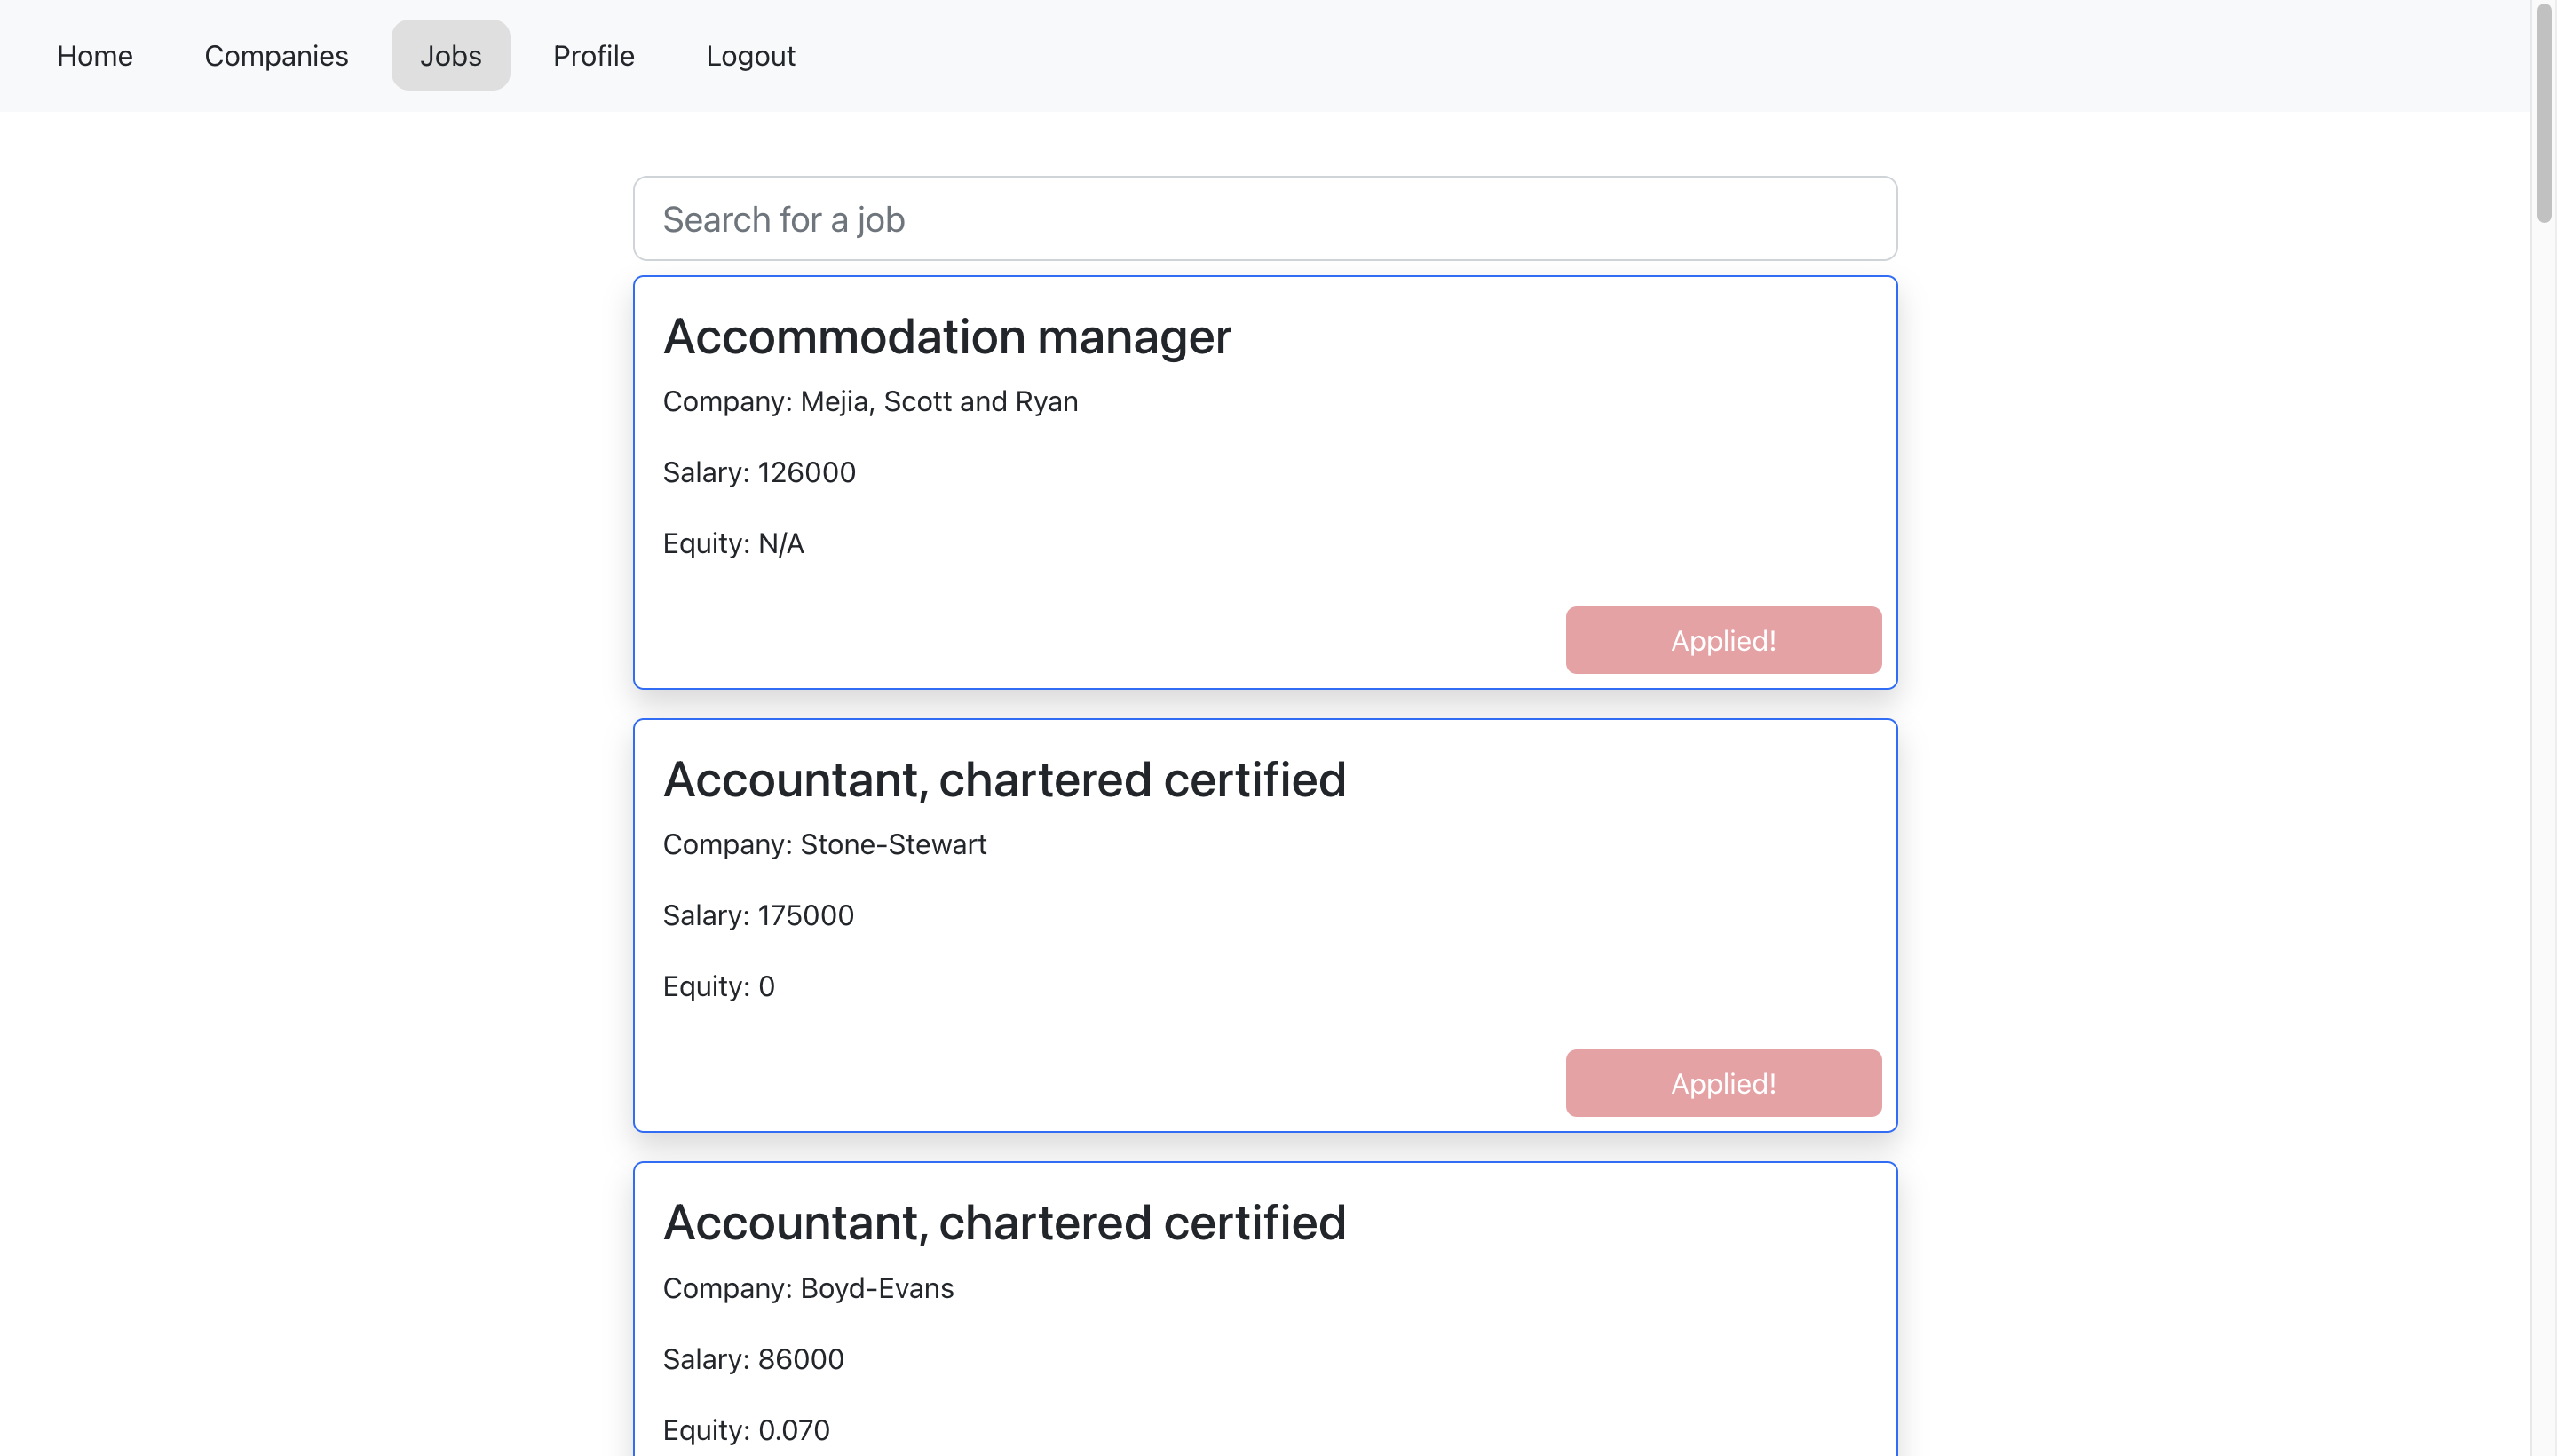 Home Companies Jobs Profile Logout
Search for a job
Accommodation manager
Company: Mejia, Scott and Ryan
Salary: 126000
Equity: N/A
Applied!
Accountant, chartered certified
Company: Stone-Stewart
Salary: 175000
Equity: 0
Applied!
Accountant, chartered certified
Company: Boyd-Evans
Salary: 86000
Equity: 0.070